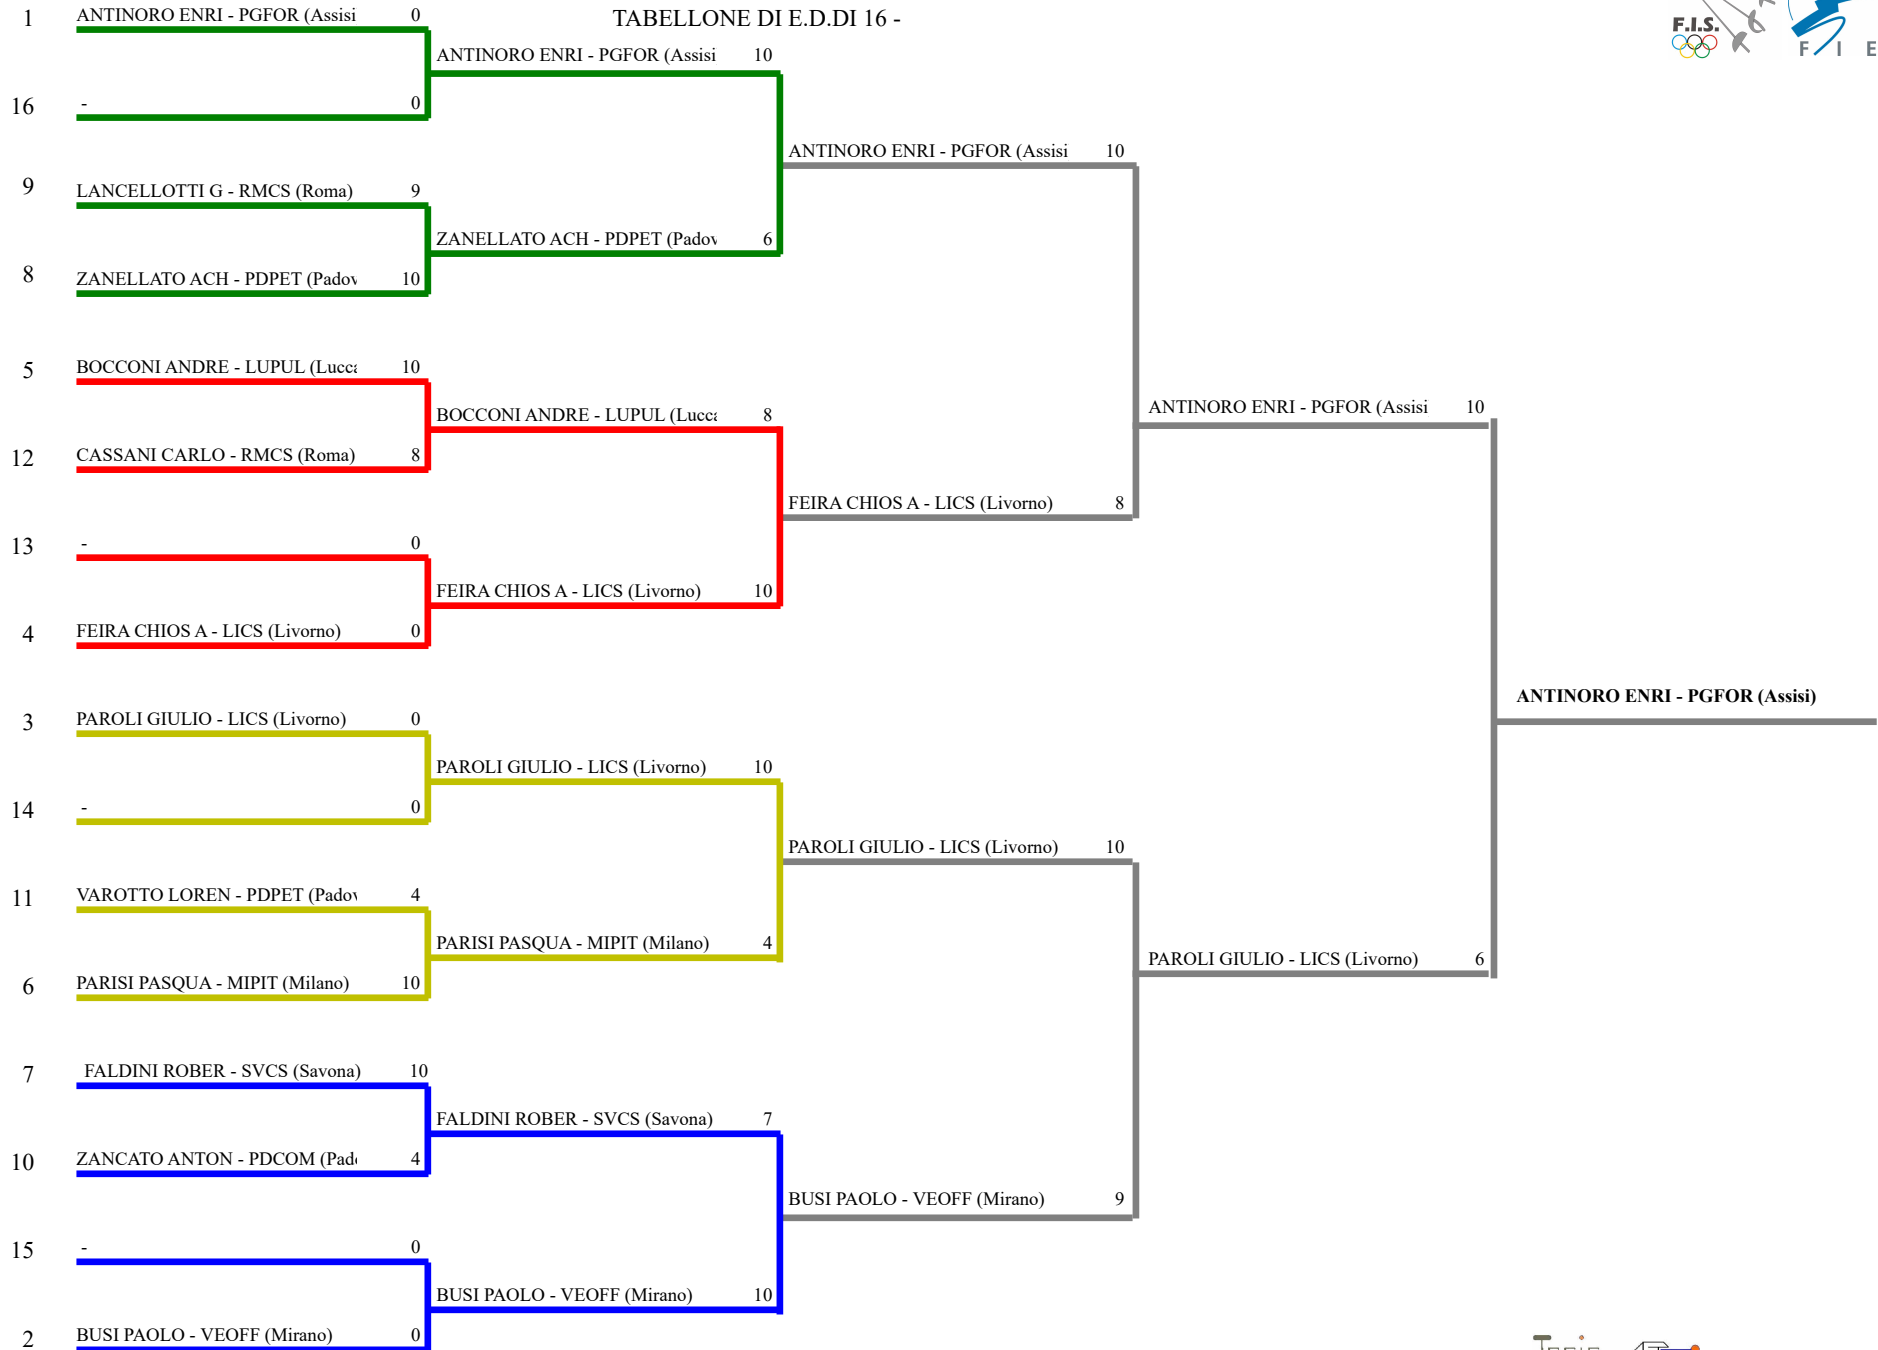 TABELLONE DI E.D.DI 16 -
F.I.S.
F I E
1 ANTINORO ENRI - PGFOR (Assisi 0
ANTINORO ENRI - PGFOR (Assisi 10
16 - 0
ANTINORO ENRI - PGFOR (Assisi 10
9 LANCELLOTTI G - RMCS (Roma) 9
ZANELLATO ACH - PDPET (Padov 6
8 ZANELLATO ACH - PDPET (Padov 10
5 BOCCONI ANDRE - LUPUL (Lucca 10
ANTINORO ENRI - PGFOR (Assisi 10
BOCCONI ANDRE - LUPUL (Lucca 8
12 CASSANI CARLO - RMCS (Roma) 8
FEIRA CHIOS A - LICS (Livorno) 8
13 - 0
FEIRA CHIOS A - LICS (Livorno) 10
4 FEIRA CHIOS A - LICS (Livorno) 0
ANTINORO ENRI - PGFOR (Assisi)
3 PAROLI GIULIO - LICS (Livorno) 0
PAROLI GIULIO - LICS (Livorno) 10
14 - 0
PAROLI GIULIO - LICS (Livorno) 10
11 VAROTTO LOREN - PDPET (Padov 4
PARISI PASQUA - MIPIT (Milano) 4
PAROLI GIULIO - LICS (Livorno) 6
6 PARISI PASQUA - MIPIT (Milano) 10
7 FALDINI ROBER - SVCS (Savona) 10
FALDINI ROBER - SVCS (Savona) 7
10 ZANCATO ANTON - PDCOM (Pad 4
BUSI PAOLO - VEOFF (Mirano) 9
15 - 0
BUSI PAOLO - VEOFF (Mirano) 10
2 BUSI PAOLO - VEOFF (Mirano) 0